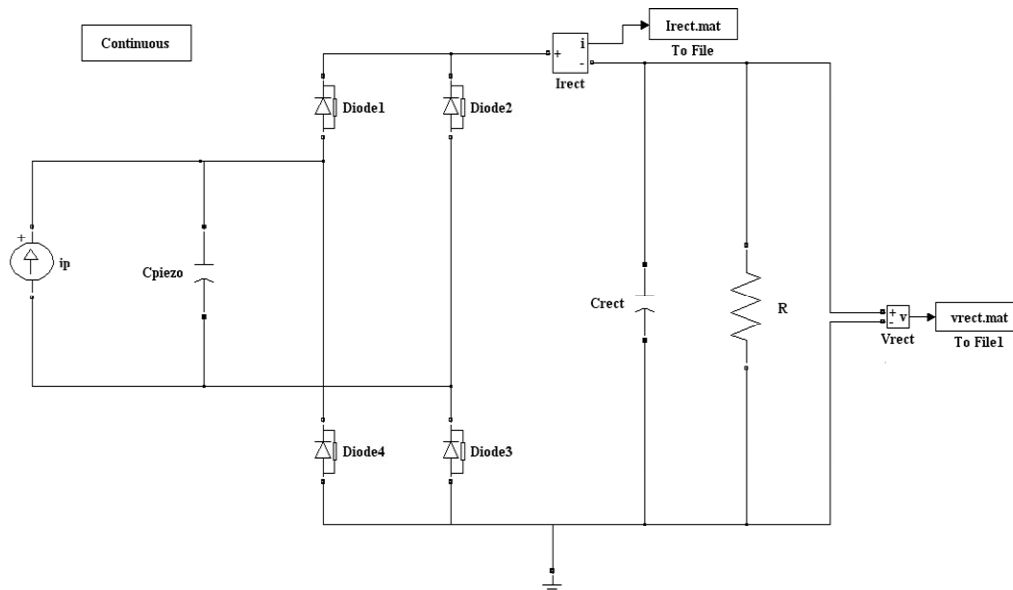 Continuous
Irect.mat
To File
i
+
-
Irect
Diode1
Diode2
+
ip
Cpiezo
Crect
R
+
v
-
Vrect
vrect.mat
To File1
Diode4
Diode3